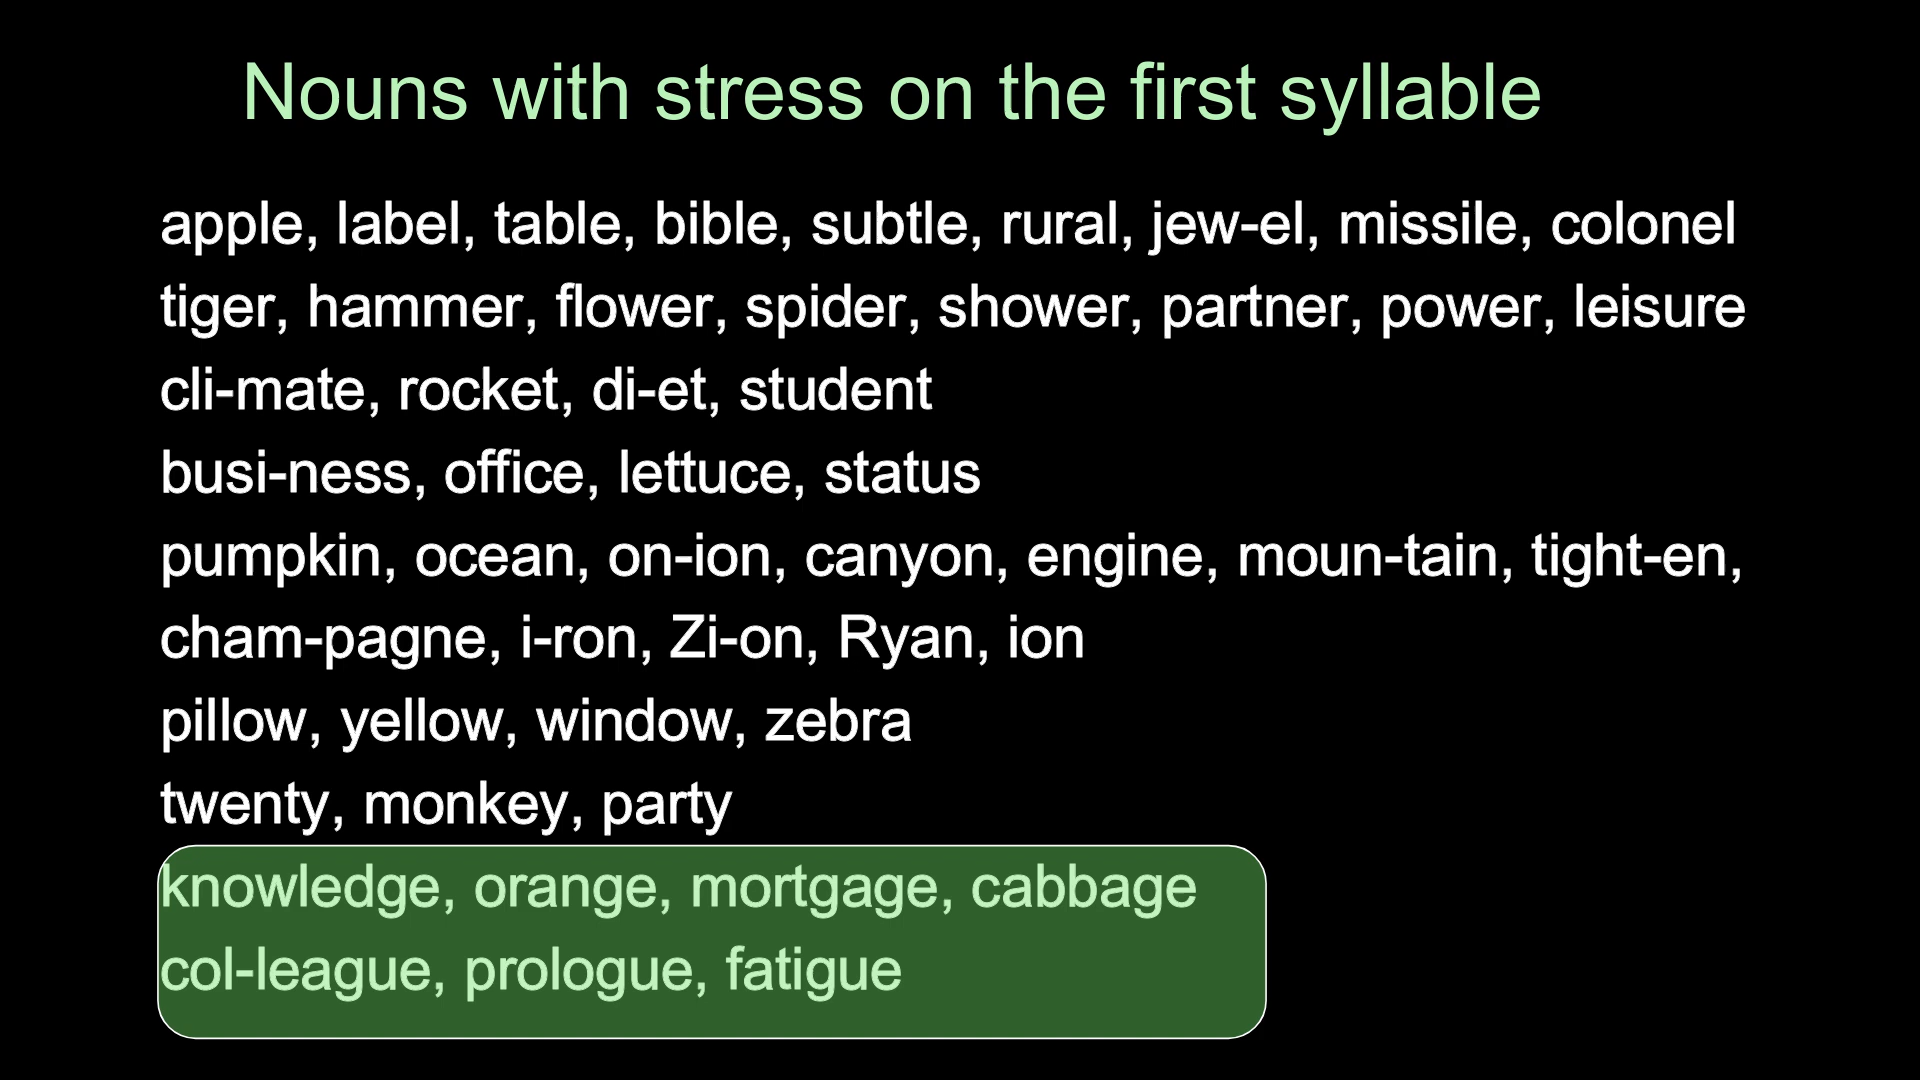 Nouns with stress on the first syllable
apple, label, table, bible, subtle, rural, jew-el, missile, colonel
tiger, hammer, flower, spider, shower, partner, power, leisure
cli-mate, rocket, di-et, student
busi-ness, office, lettuce, status
pumpkin, ocean, on-ion, canyon, engine, moun-tain, tight-en,
cham-pagne, i-ron, Zi-on, Ryan, ion
pillow, yellow, window, zebra
twenty, monkey, party
knowledge, orange, mortgage, cabbage
col-league, prologue, fatigue